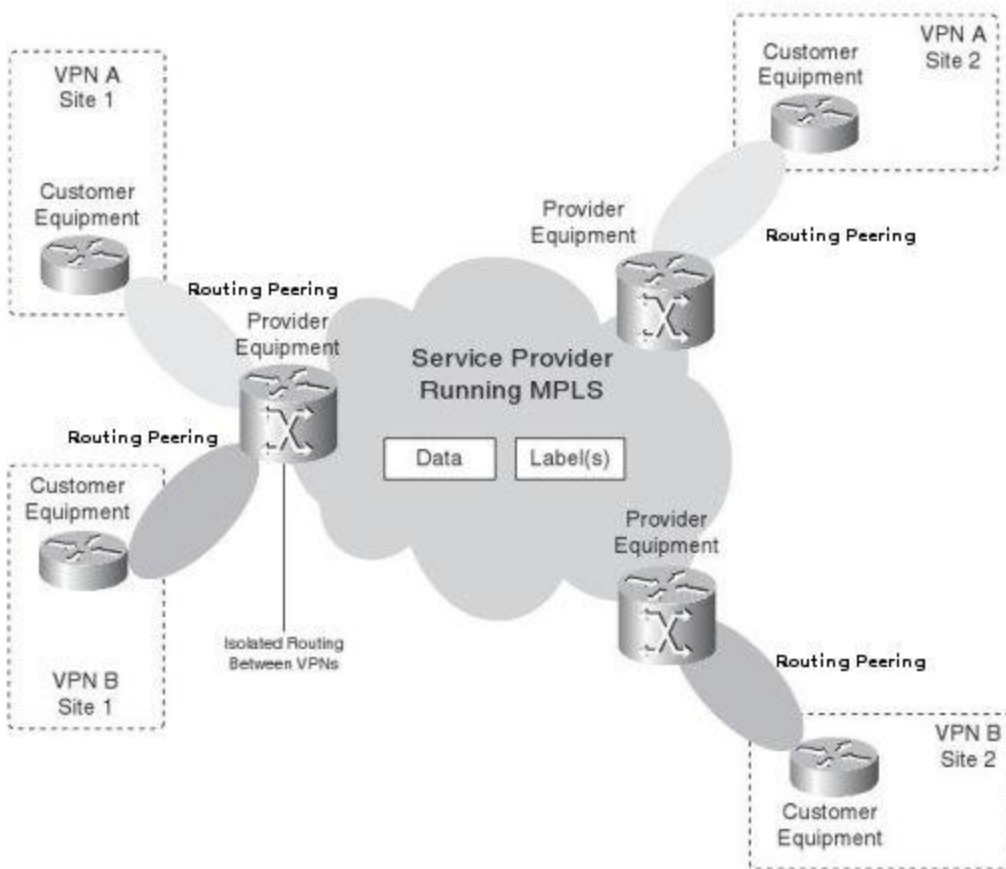 VPN A
Site 1
Customer
Equipment
VPN A
Site 2
Customer
Equipment
Provider
Equipment
Routing Peering
Routing Peering
Provider
Equipment
Service Provider
Running MPLS
Data
Label(s)
Routing Peering
Customer
Equipment
VPN B
Site 1
Isolated Routing
Between VPNs
Provider
Equipment
Routing Peering
VPN B
Site 2
Customer
Equipment